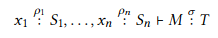 x₁ :^ρ₁ S₁, …, xₙ :^ρₙ Sₙ ⊢ M :^σ T